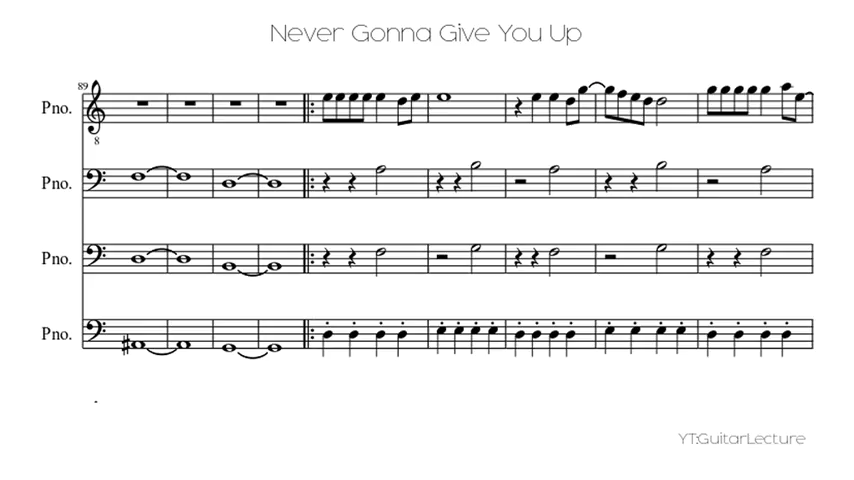 Never Gonna Give You Up
89
Pno.
8
Pno.
Pno.
Pno.
YT:GuitarLecture